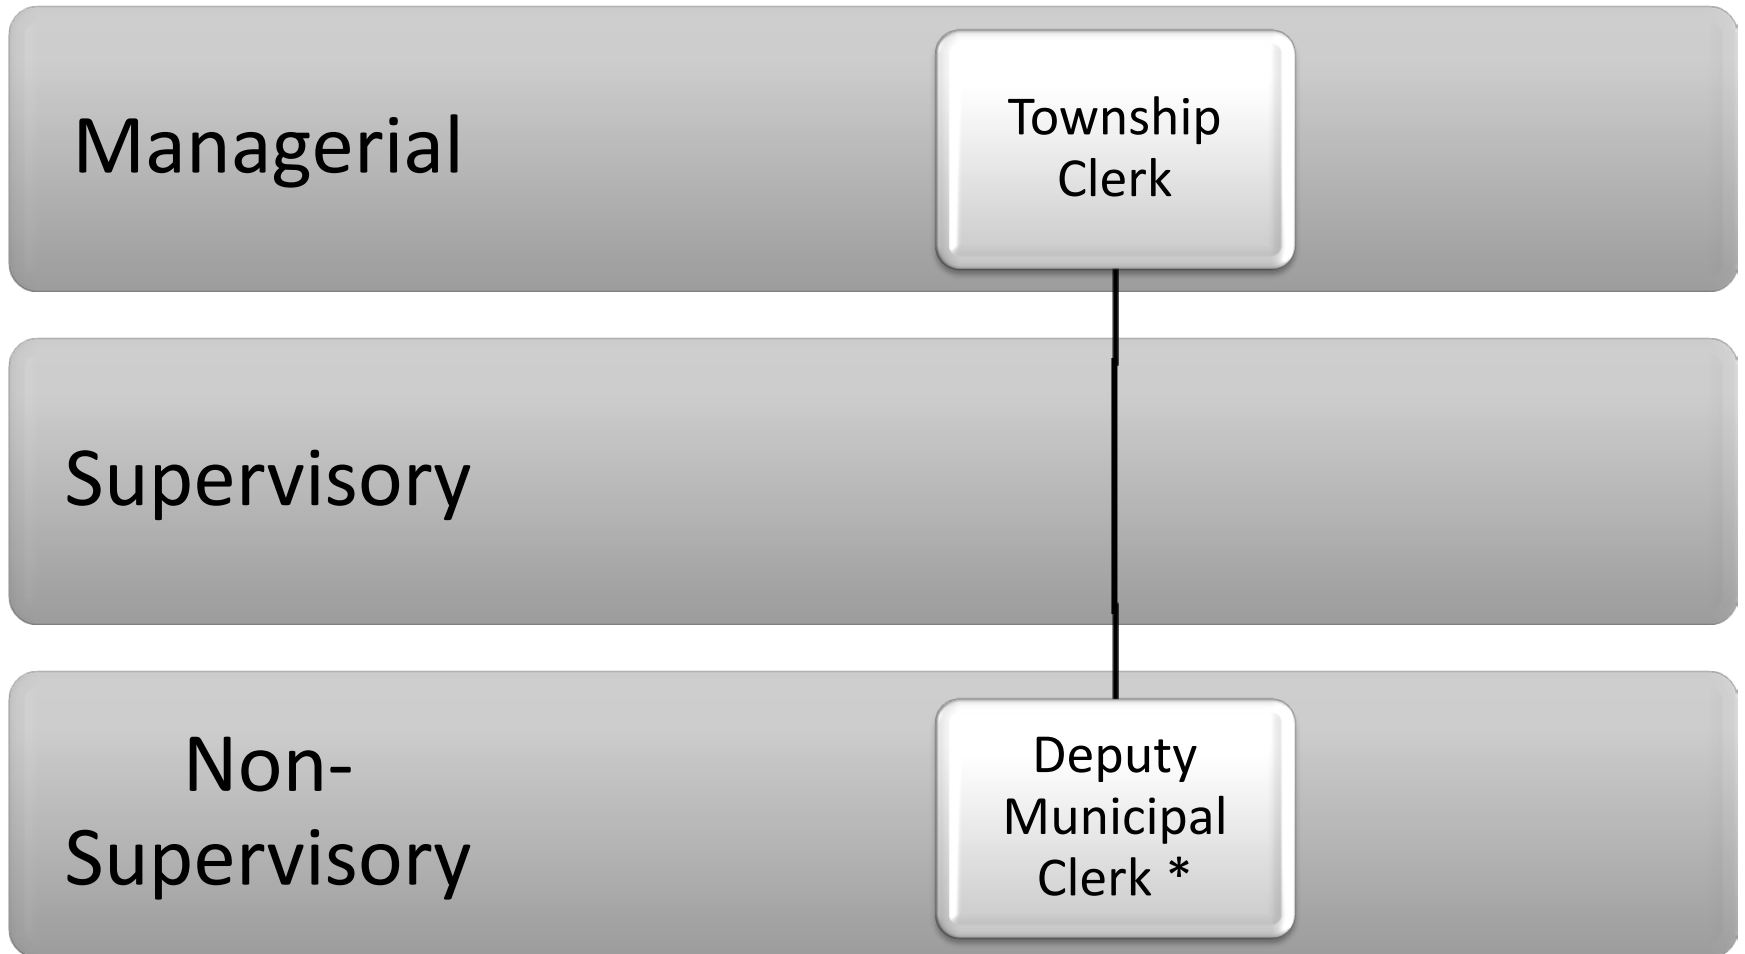 Managerial
Township
Clerk
Supervisory
Non-
Supervisory
Deputy
Municipal
Clerk *